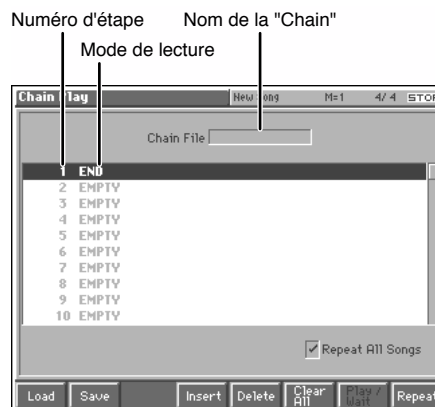 Numéro d'étape Nom de la "Chain"
Mode de lecture
Chain Play New Song M=1 4/4 STOP
Chain File
1 END
2 EMPTY
3 EMPTY
4 EMPTY
5 EMPTY
6 EMPTY
7 EMPTY
8 EMPTY
9 EMPTY
10 EMPTY
Repeat All Songs
Load Save Insert Delete Clear All Play / Wait Repeat